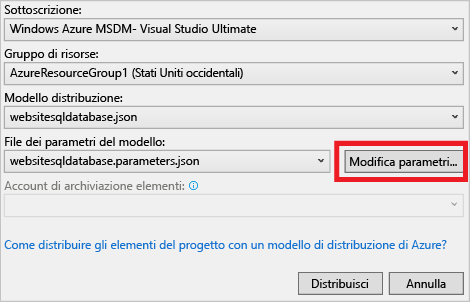 Sottoscrizione:
Windows Azure MSDM- Visual Studio Ultimate
Gruppo di risorse:
AzureResourceGroup1 (Stati Uniti occidentali)
Modello distribuzione:
websitesqldatabase.json
File dei parametri del modello:
websitesqldatabase.parameters.json
Modifica parametri...
Account di archiviazione elementi:
Come distribuire gli elementi del progetto con un modello di distribuzione di Azure?
Distribuisci
Annulla